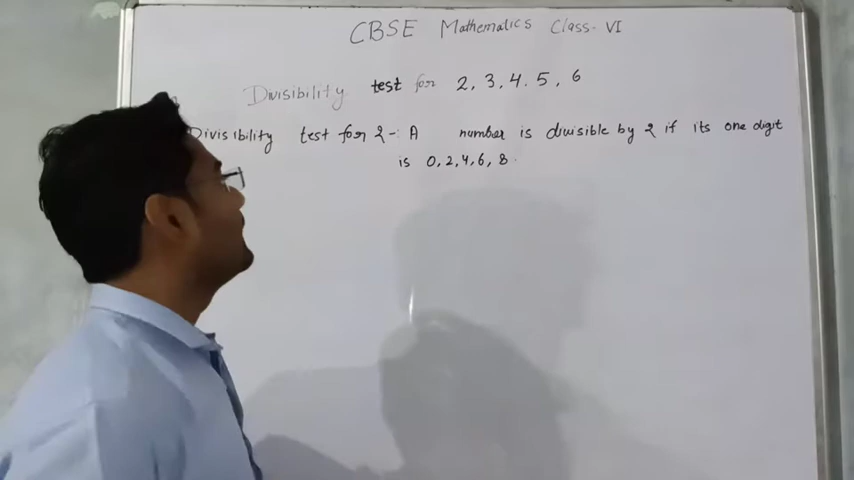 CBSE Mathematics Class- VI
Divisibility test for 2, 3, 4. 5, 6
Divisibility test for 2 -: A number is divisible by 2 if its one digit
is 0, 2, 4, 6, 8.